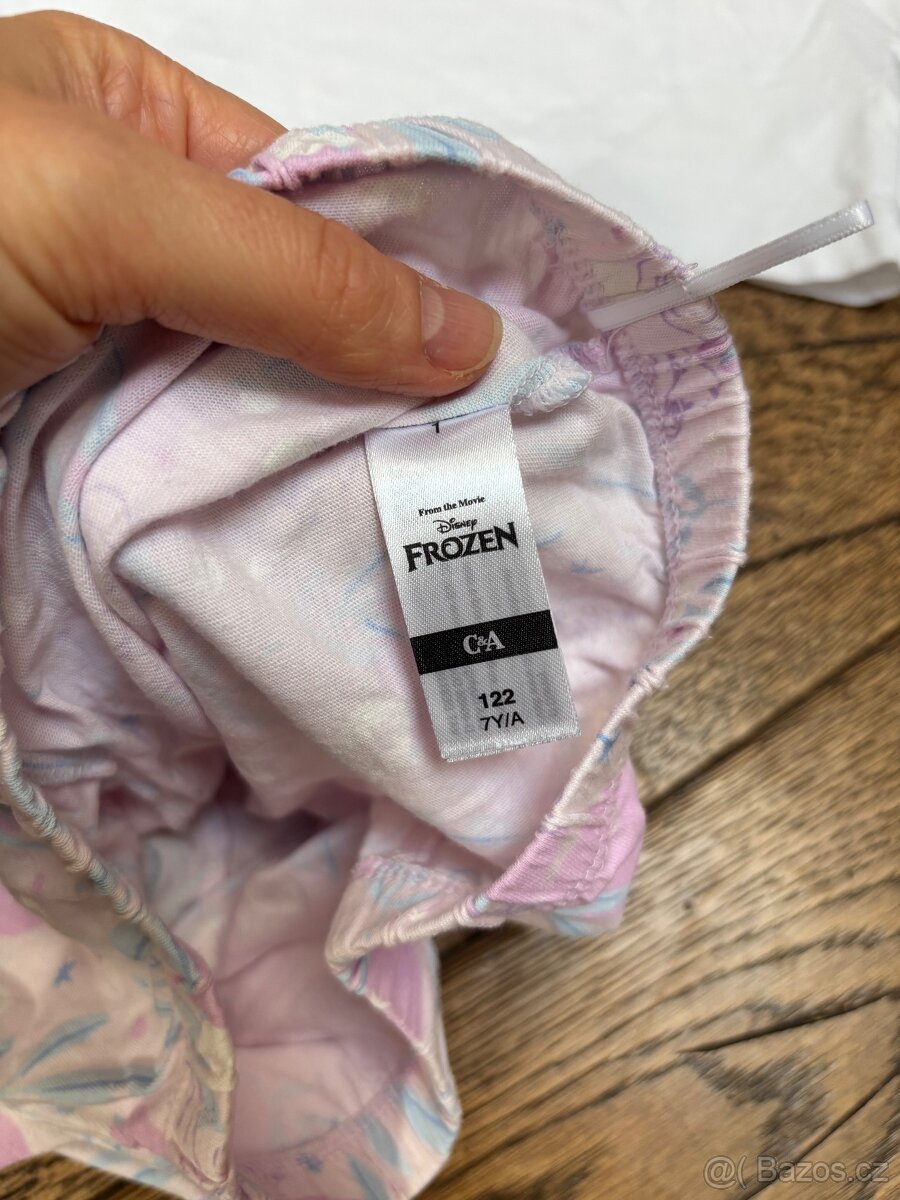 From the Movie
Disney
FROZEN
C&A
122
7Y/A
@( Bazos.cz